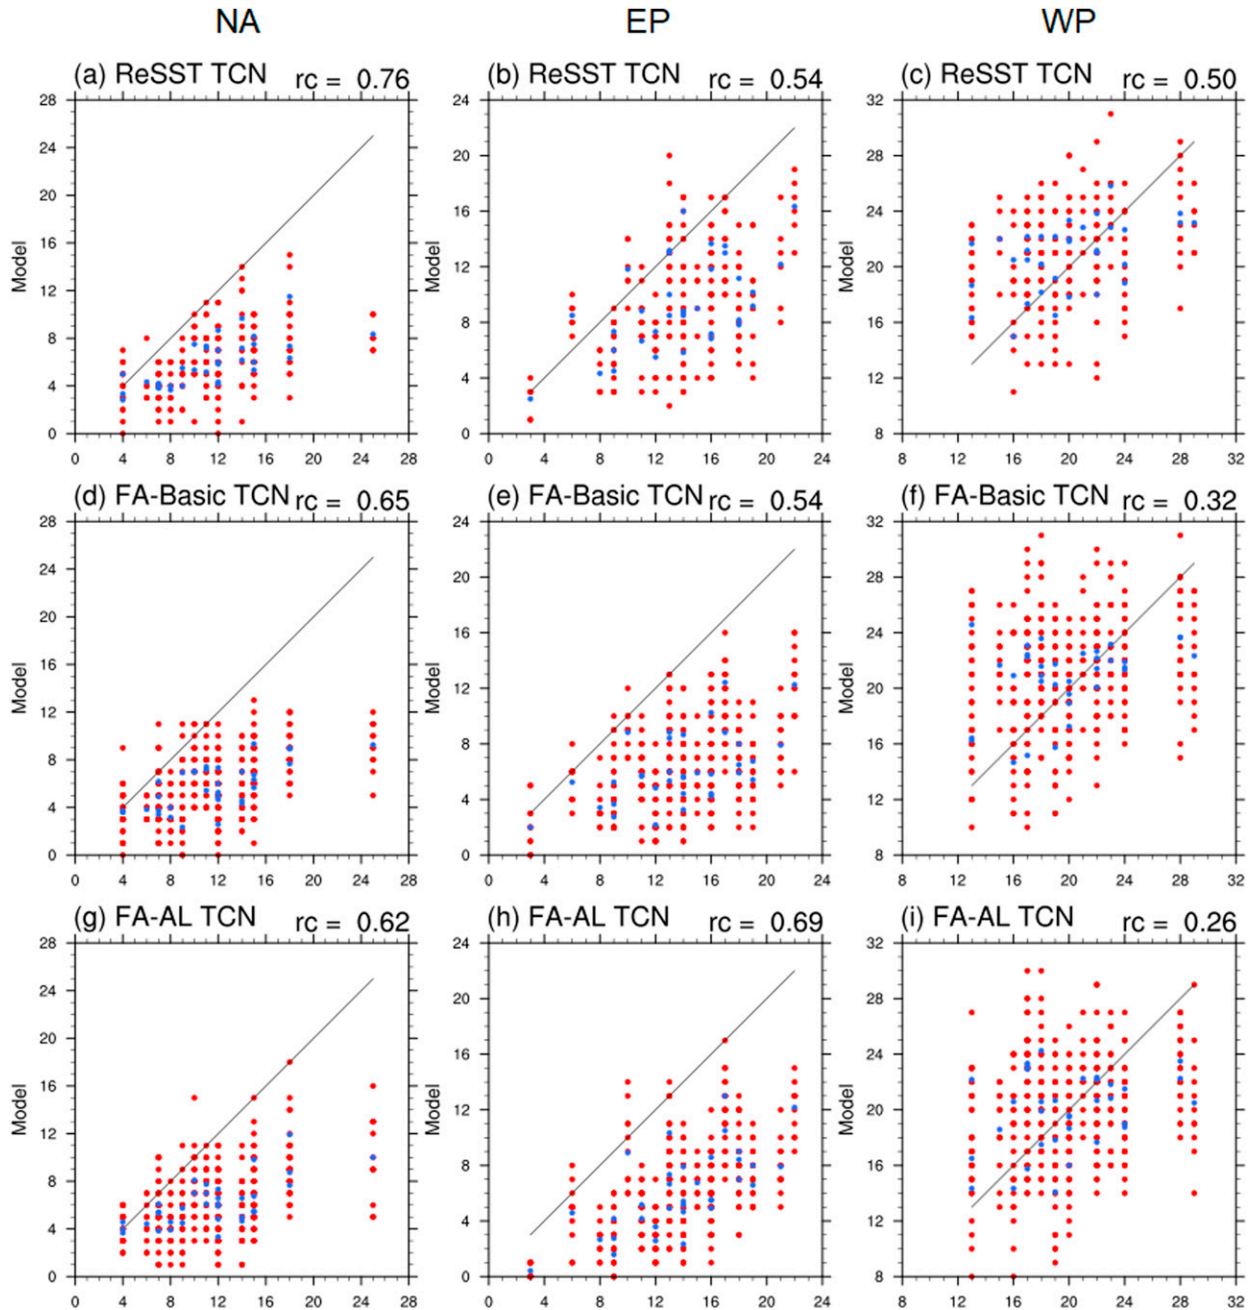 NA EP WP
(a) ReSST TCN rc = 0.76 (b) ReSST TCN rc = 0.54 (c) ReSST TCN rc = 0.50
28 24 32
24 20 28
20 16 24
16 12 20
12 8 16
8 4 12
4 0 8
0
Model Model Model
0 4 8 12 16 20 24 28 0 4 8 12 16 20 24 8 12 16 20 24 28 32
(d) FA-Basic TCN rc = 0.65 (e) FA-Basic TCN rc = 0.54 (f) FA-Basic TCN rc = 0.32
28 24 32
24 20 28
20 16 24
16 12 20
12 8 16
8 4 12
4 0 8
0
Model Model Model
0 4 8 12 16 20 24 28 0 4 8 12 16 20 24 8 12 16 20 24 28 32
(g) FA-AL TCN rc = 0.62 (h) FA-AL TCN rc = 0.69 (i) FA-AL TCN rc = 0.26
28 24 32
24 20 28
20 16 24
16 12 20
12 8 16
8 4 12
4 0 8
0
Model Model Model
0 4 8 12 16 20 24 28 0 4 8 12 16 20 24 8 12 16 20 24 28 32